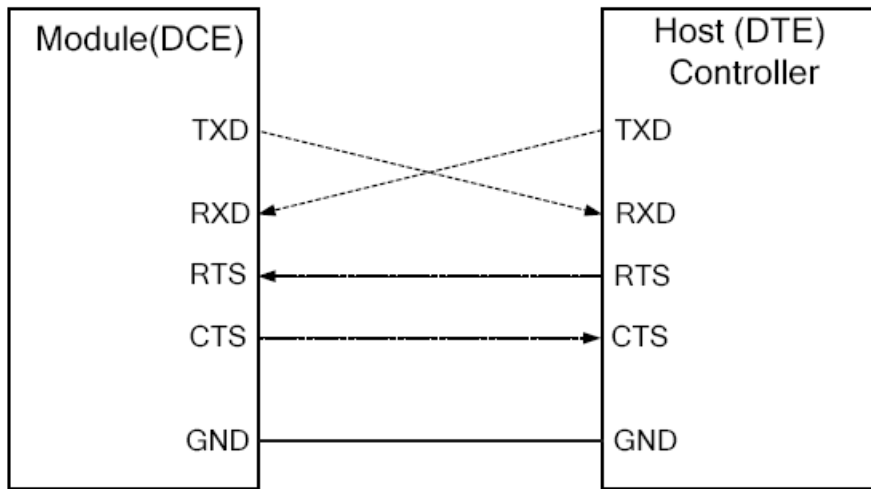 Module(DCE)
Host (DTE)
Controller
TXD
TXD
RXD
RXD
RTS
RTS
CTS
CTS
GND
GND